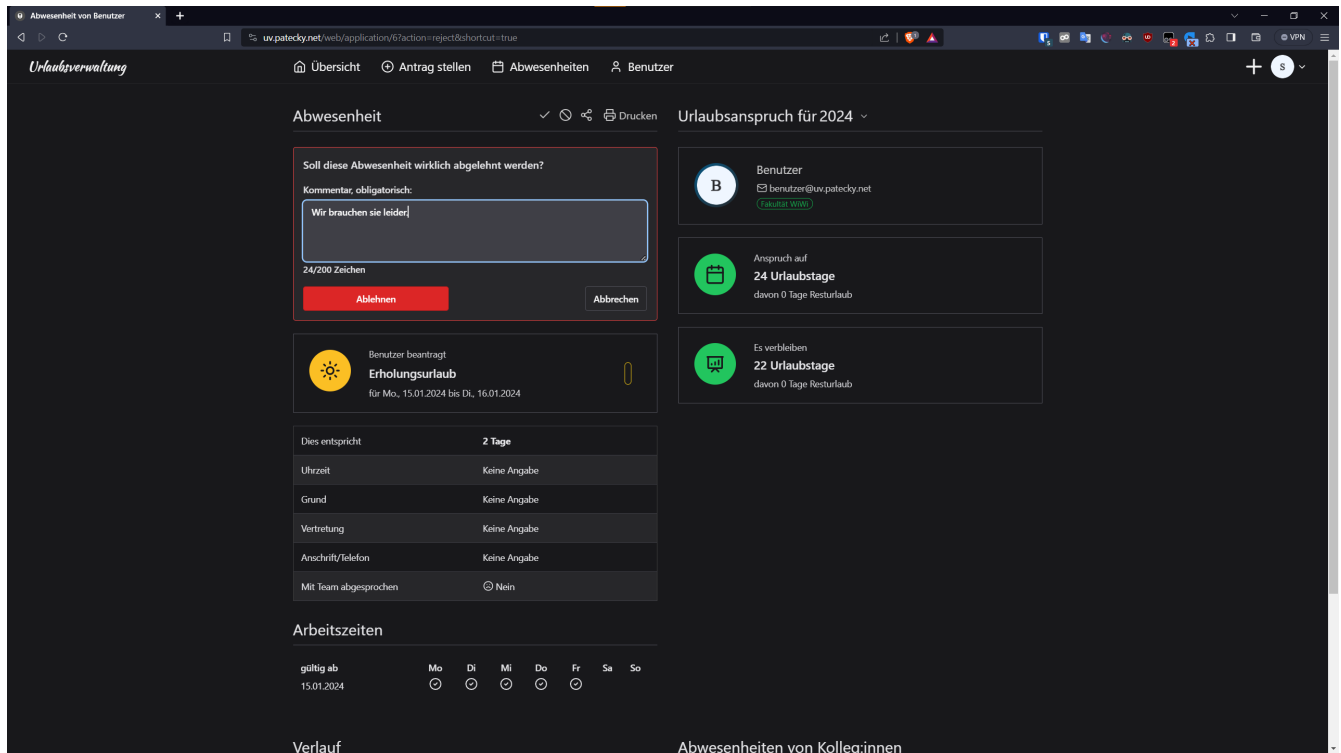 Abwesenheit von Benutzer
uv.patecky.net/web/application/6?action=reject&shortcut=true
VPN
Urlaubsverwaltung
Übersicht
Antrag stellen
Abwesenheiten
Benutzer
S
Abwesenheit
Drucken
Soll diese Abwesenheit wirklich abgelehnt werden?
Kommentar, obligatorisch:
Wir brauchen sie leider.
24/200 Zeichen
Ablehnen
Abbrechen
Benutzer beantragt
Erholungsurlaub
für Mo., 15.01.2024 bis Di., 16.01.2024
Dies entspricht 2 Tage
Uhrzeit Keine Angabe
Grund Keine Angabe
Vertretung Keine Angabe
Anschrift/Telefon Keine Angabe
Mit Team abgesprochen Nein
Arbeitszeiten
gültig ab Mo Di Mi Do Fr Sa So
15.01.2024
Verlauf
Urlaubsanspruch für 2024
B
Benutzer
benutzer@uv.patecky.net
Fakultät WiWi
Anspruch auf
24 Urlaubstage
davon 0 Tage Resturlaub
Es verbleiben
22 Urlaubstage
davon 0 Tage Resturlaub
Abwesenheiten von Kolleg:innen